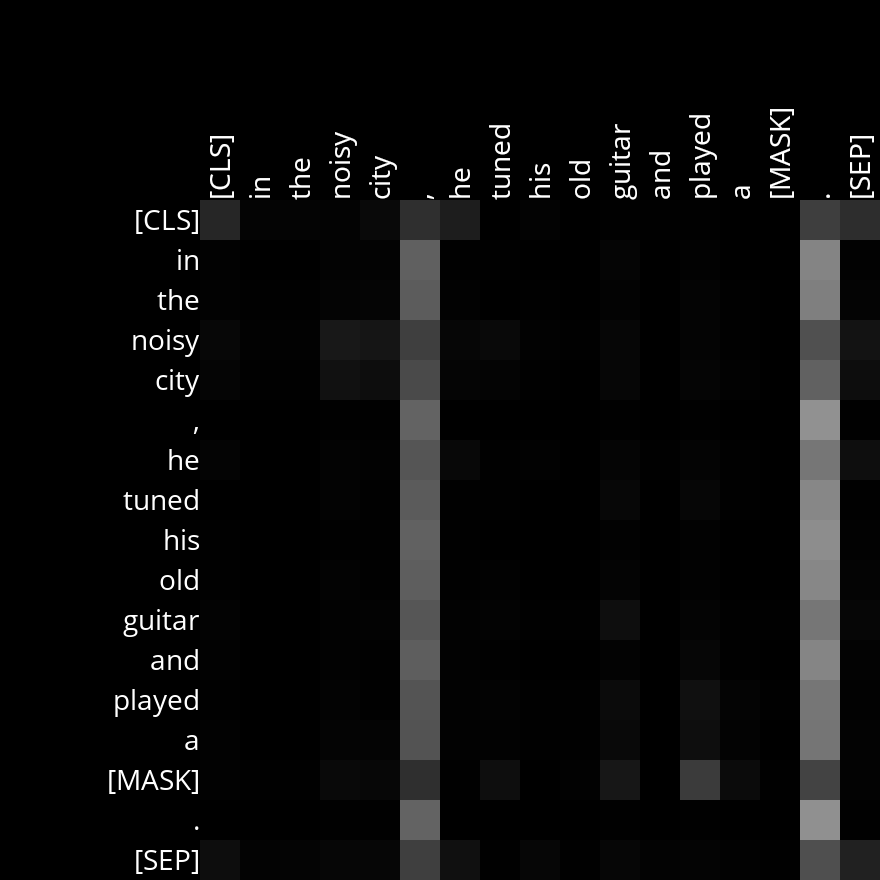 [CLS] in the noisy city , he tuned his old guitar and played a [MASK] . [SEP]
[CLS]
in
the
noisy
city
,
he
tuned
his
old
guitar
and
played
a
[MASK]
.
[SEP]